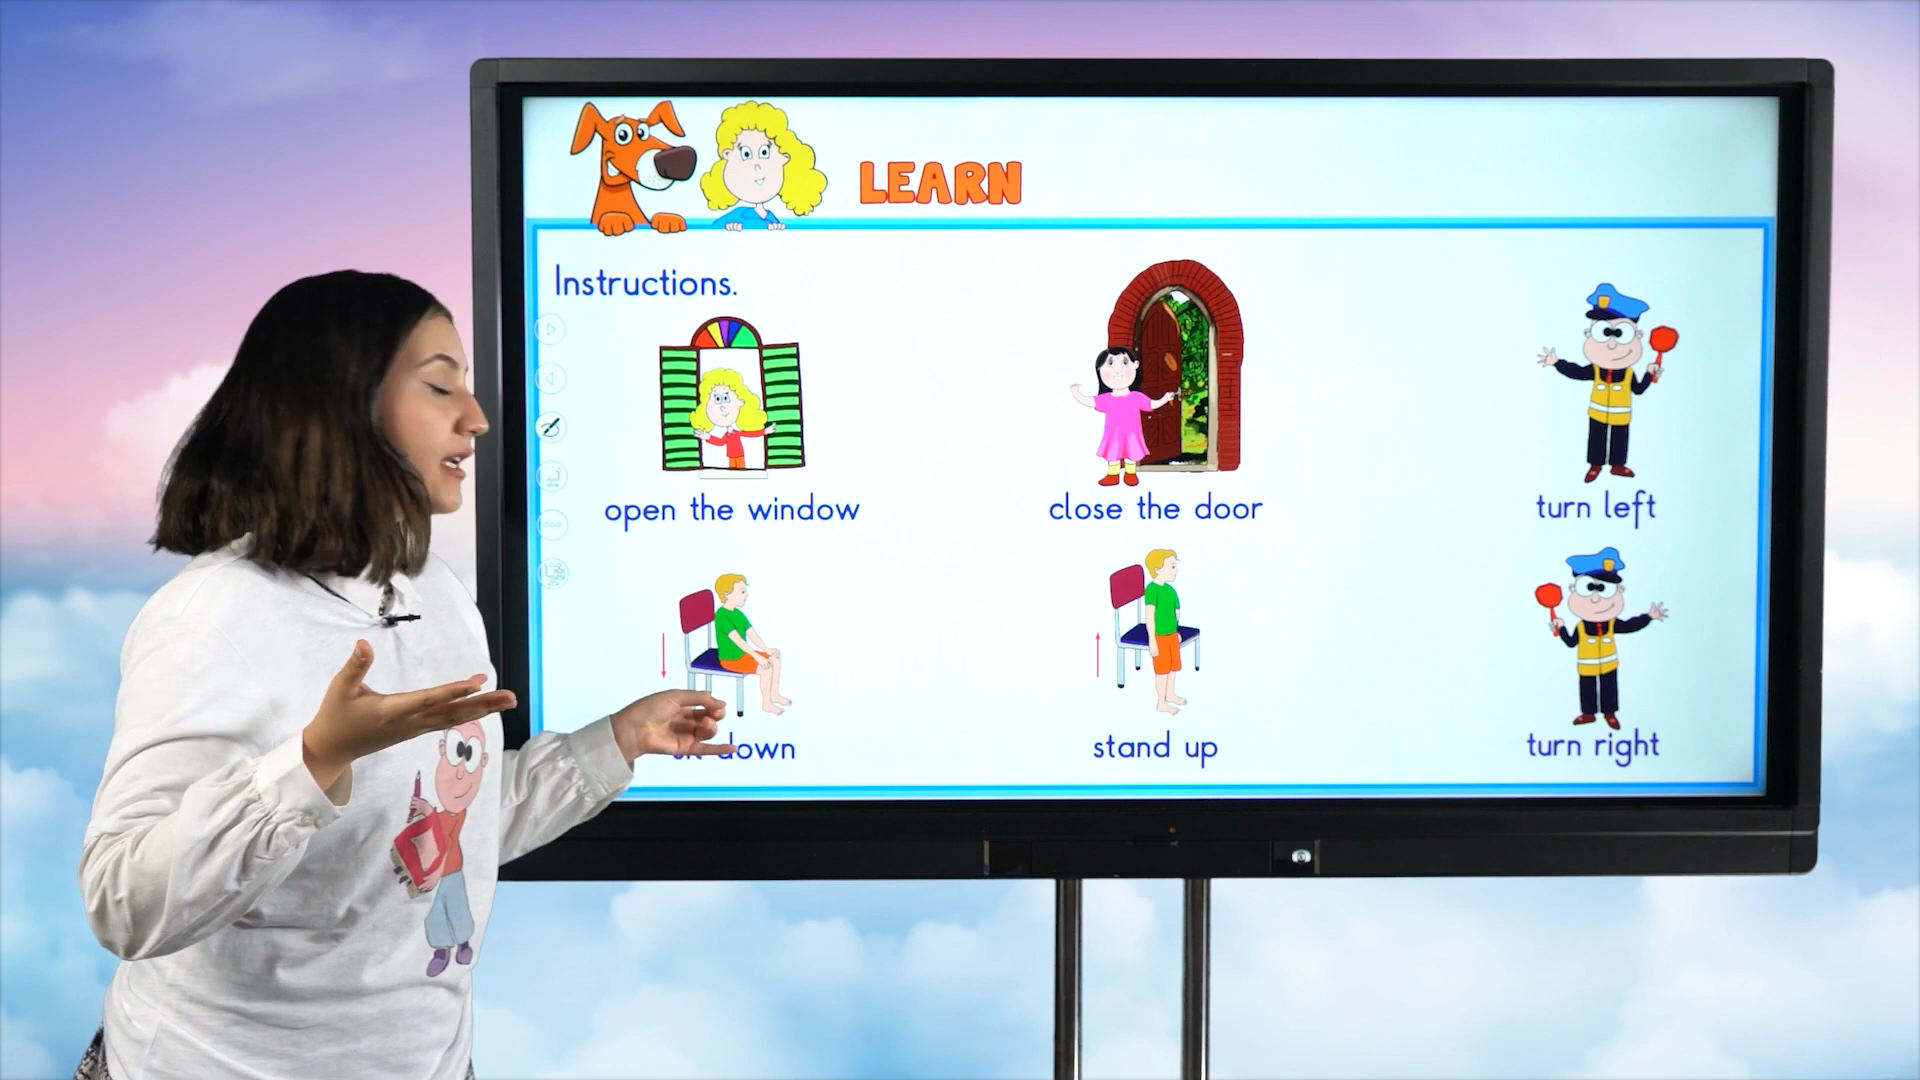 LEARN
Instructions.
open the window
close the door
turn left
down
stand up
turn right